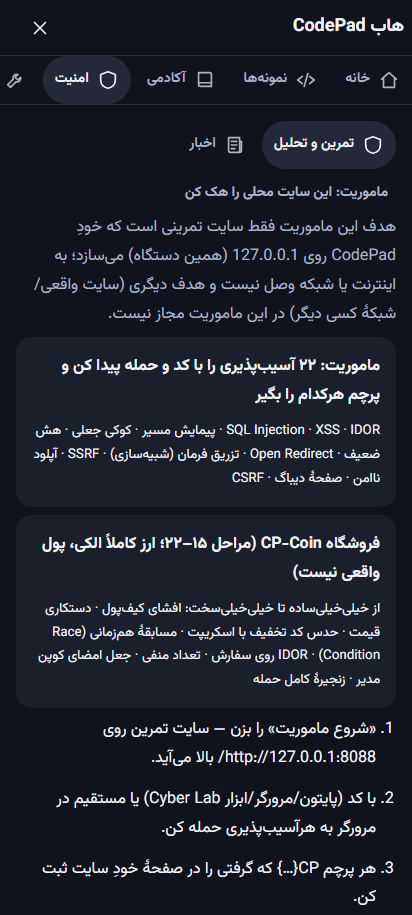 هاب CodePad
خانه
نمونه‌ها
آکادمی
امنیت
تمرین و تحلیل
اخبار
ماموریت: این سایت محلی را هک کن
هدف این ماموریت فقط سایت تمرینی است که خودِ
CodePad روی 127.0.0.1 (همین دستگاه) می‌سازد؛ به
اینترنت یا شبکه وصل نیست و هدف دیگری (سایت واقعی/
شبکهٔ کسی دیگر) در این ماموریت مجاز نیست.
ماموریت: ۲۲ آسیب‌پذیری را با کد و حمله پیدا کن و
پرچم هرکدام را بگیر
SQL Injection · XSS · IDOR · پیمایش مسیر · کوکی جعلی · هش
ضعیف · Open Redirect · تزریق فرمان (شبیه‌سازی) · SSRF · آپلود
ناامن · صفحهٔ دیباگ · CSRF
فروشگاه CP-Coin (مراحل ۱۵–۲۲؛ ارز کاملاً الکی، پول
واقعی نیست)
از خیلی‌خیلی‌ساده تا خیلی‌خیلی‌سخت: افشای کیف‌پول · دستکاری
قیمت · حدس کد تخفیف با اسکریپت · مسابقهٔ هم‌زمانی (Race
Condition) · IDOR روی سفارش · تعداد منفی · جعل امضای کوپن
مدیر · زنجیرهٔ کامل حمله
1. «شروع ماموریت» را بزن — سایت تمرین روی
http://127.0.0.1:8088/ بالا می‌آید.
2. با کد (پایتون/مرورگر/ابزار Cyber Lab) یا مستقیم در
مرورگر به هرآسیب‌پذیری حمله کن.
3. هر پرچم CP{...} که گرفتی را در صفحهٔ خودِ سایت ثبت
کن.